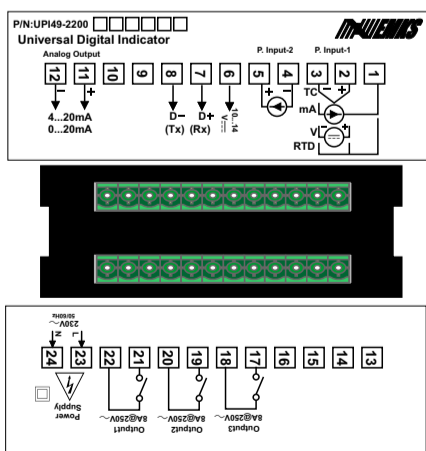 P/N:UPI49-2200
Universal Digital Indicator
Analog Output
P. Input-2 P. Input-1
12 11 10 9 8 7 6 5 4 3 2 1
− + + − − +
4...20mA
0...20mA
D− D+
(Tx) (Rx)
10...14
V
TC
mA
V − +
RTD
24 23 22 21 20 19 18 17 16 15 14 13
N L
230V～
50/60Hz
Power
Supply
8A@250V～
Output1
8A@250V～
Output2
8A@250V～
Output3